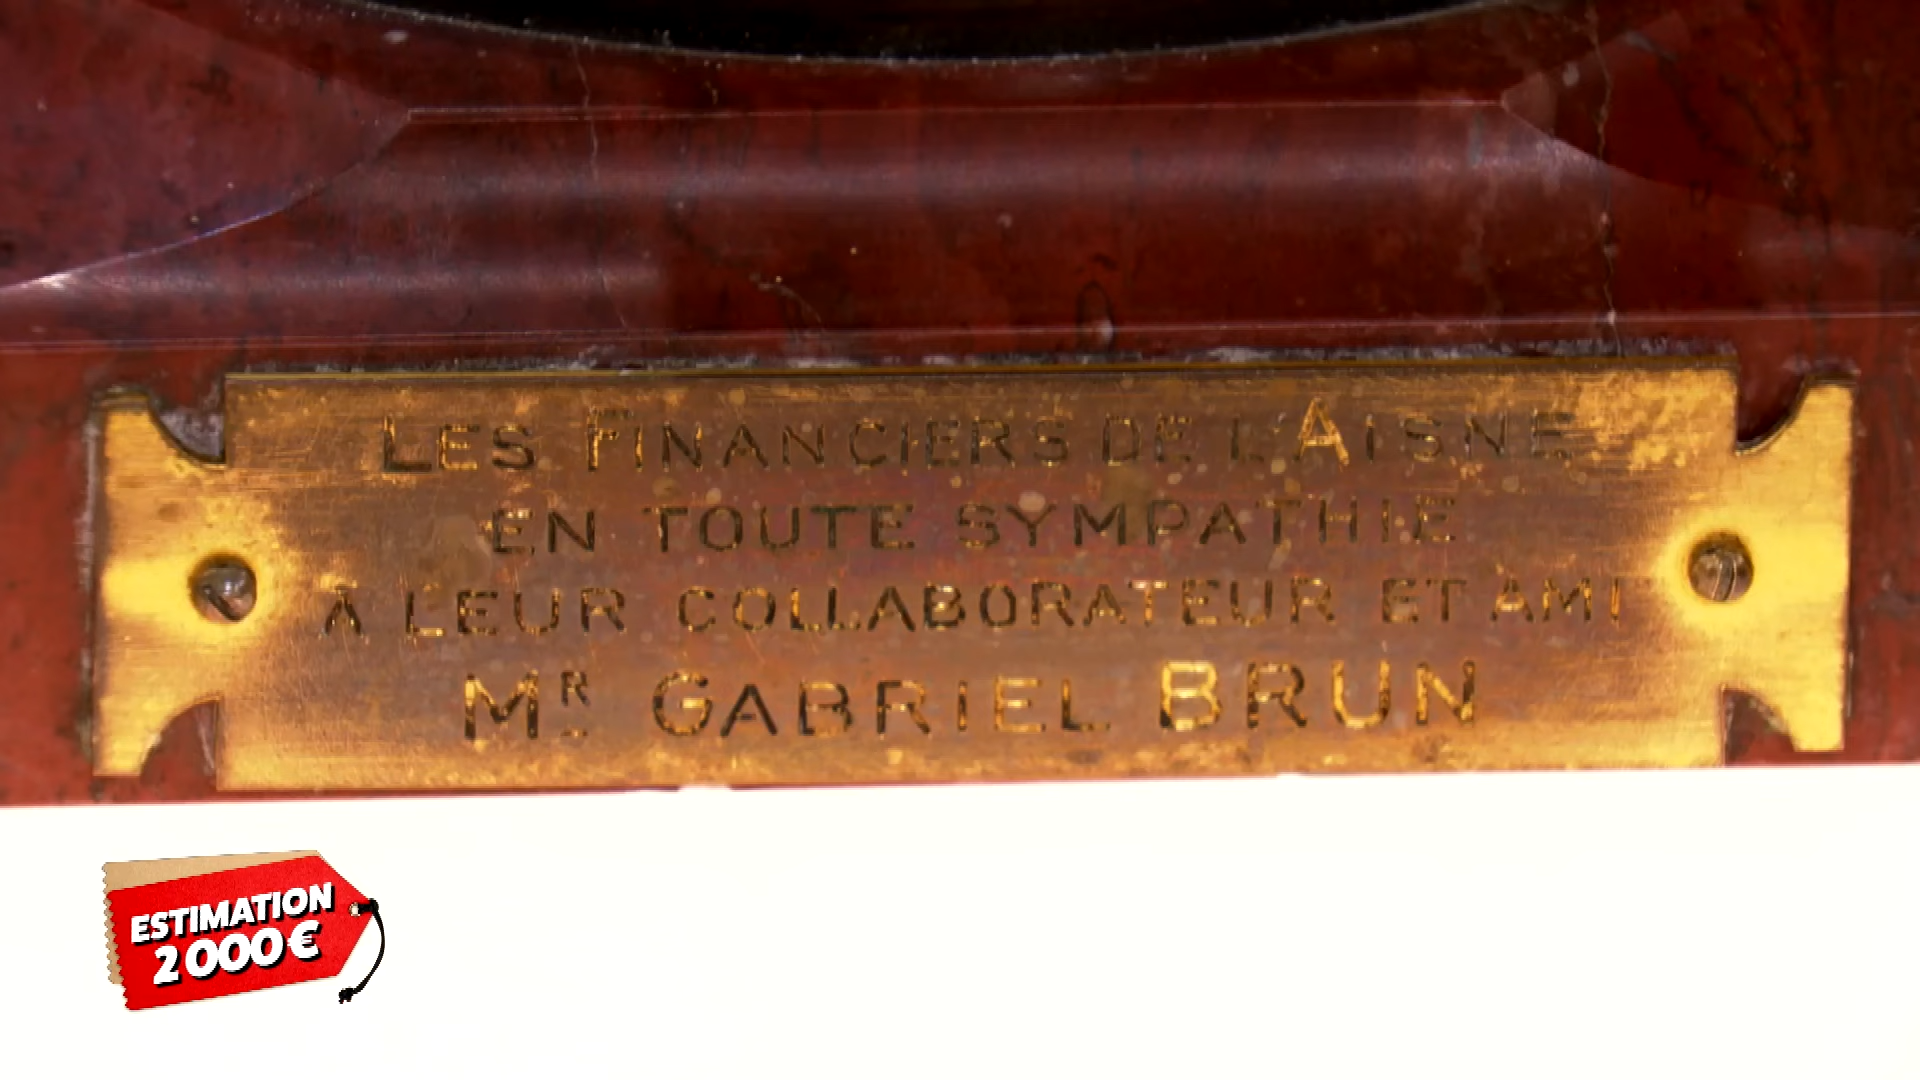 LES FINANCIERS DE L'AISNE
EN TOUTE SYMPATHIE
A LEUR COLLABORATEUR ET AMI
MR GABRIEL BRUN
ESTIMATION
2000€